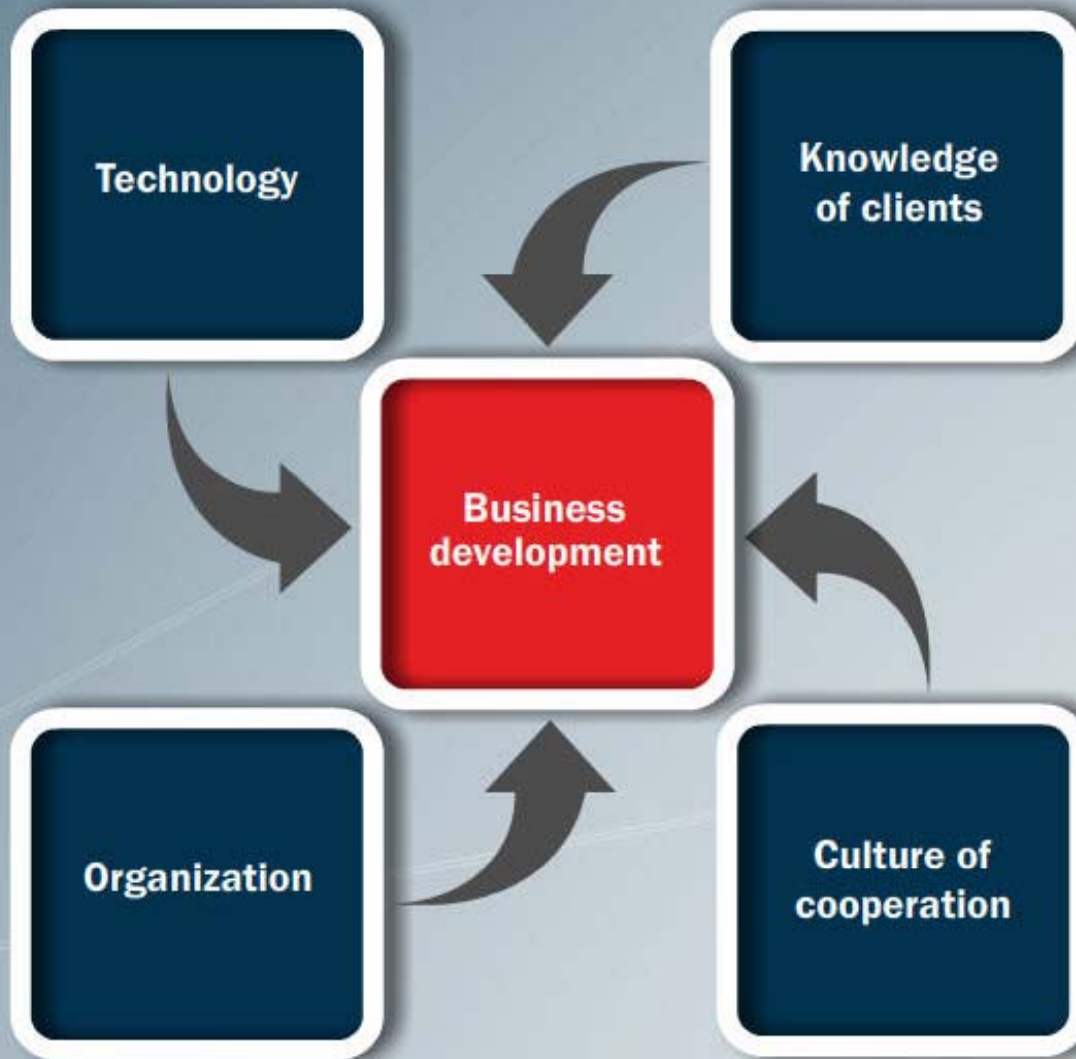 Technology
Knowledge
of clients
Business
development
Organization
Culture of
cooperation